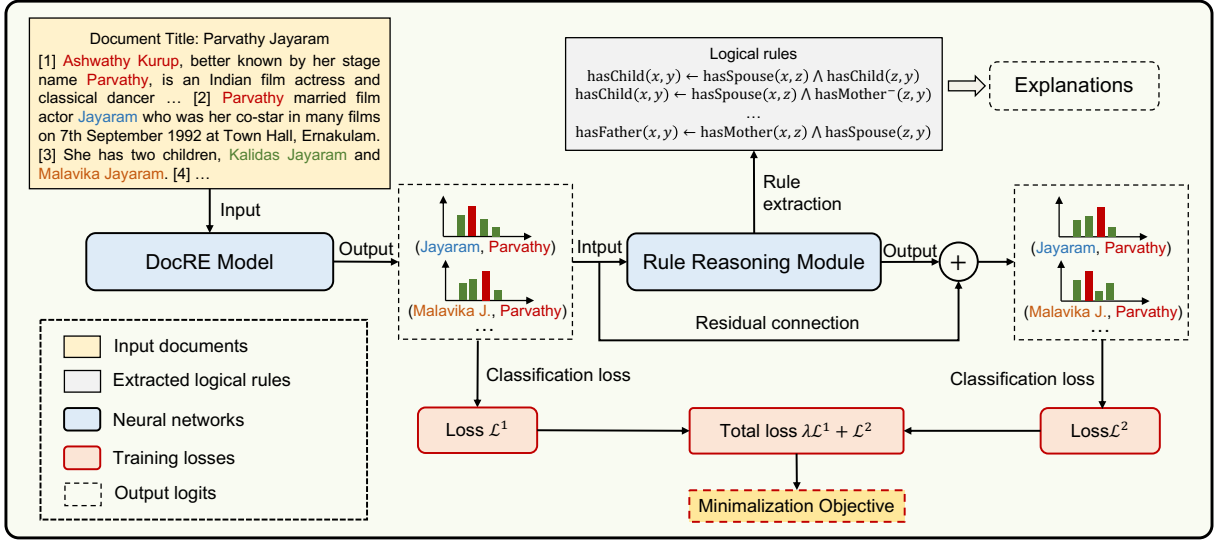 Document Title: Parvathy Jayaram
[1] Ashwathy Kurup, better known by her stage
name Parvathy, is an Indian film actress and
classical dancer … [2] Parvathy married film
actor Jayaram who was her co-star in many films
on 7th September 1992 at Town Hall, Ernakulam.
[3] She has two children, Kalidas Jayaram and
Malavika Jayaram. [4] …
Logical rules
hasChild(x, y) ← hasSpouse(x, z) ⋀ hasChild(z, y)
hasChild(x, y) ← hasSpouse(x, z) ⋀ hasMother⁻(z, y)
…
hasFather(x, y) ← hasMother(x, z) ⋀ hasSpouse(z, y)
Explanations
Input
Rule
extraction
DocRE Model
Output
(Jayaram, Parvathy)
(Malavika J., Parvathy)
…
Intput
Rule Reasoning Module
Output
+
(Jayaram, Parvathy)
(Malavika J., Parvathy)
…
Residual connection
Input documents
Extracted logical rules
Neural networks
Training losses
Output logits
Classification loss
Classification loss
Loss ℒ¹
Total loss λℒ¹ + ℒ²
Lossℒ²
Minimalization Objective